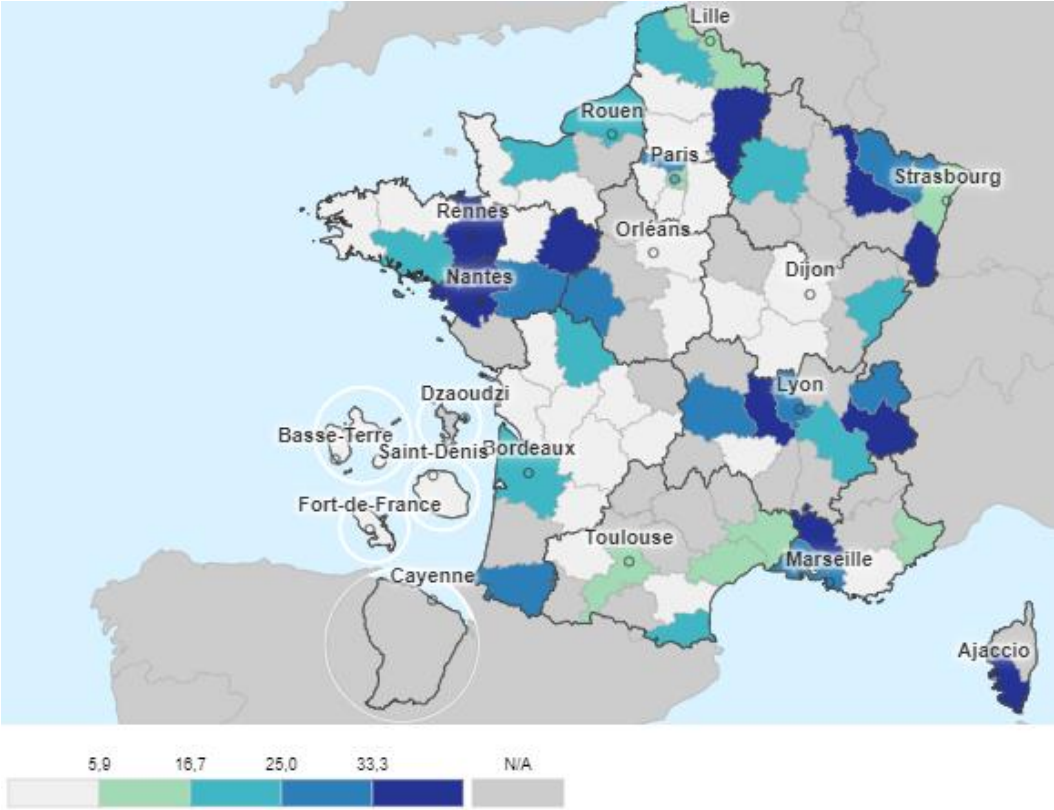 Lille
Rouen
Paris
Strasbourg
Rennes
Orléans
Nantes
Dijon
Lyon
Dzaoudzi
Basse-Terre
Saint-Denis
Bordeaux
Fort-de-France
Toulouse
Marseille
Cayenne
Ajaccio
5,9 16,7 25,0 33,3 N/A